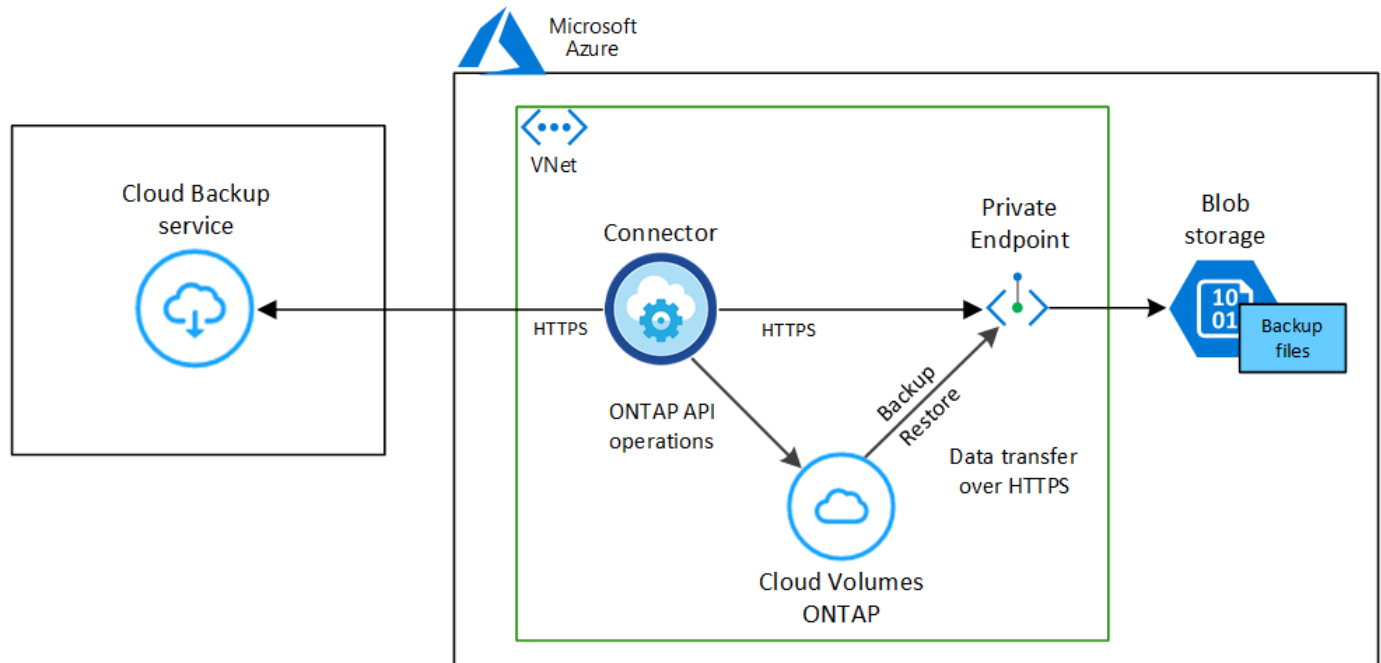 Microsoft
Azure
VNet
Cloud Backup
service
Connector
Private
Endpoint
Blob
storage
HTTPS
HTTPS
10
01
Backup
files
ONTAP API
operations
Backup
Restore
Data transfer
over HTTPS
Cloud Volumes
ONTAP